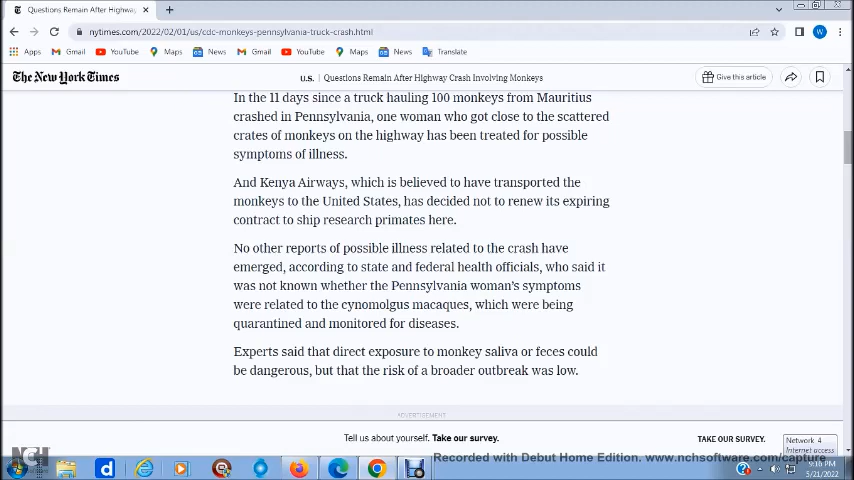 Questions Remain After Highway
nytimes.com/2022/02/01/us/cdc-monkeys-pennsylvania-truck-crash.html
W
Apps Gmail YouTube Maps News Gmail YouTube Maps News Translate
The New York Times
U.S. | Questions Remain After Highway Crash Involving Monkeys
Give this article
In the 11 days since a truck hauling 100 monkeys from Mauritius
crashed in Pennsylvania, one woman who got close to the scattered
crates of monkeys on the highway has been treated for possible
symptoms of illness.
And Kenya Airways, which is believed to have transported the
monkeys to the United States, has decided not to renew its expiring
contract to ship research primates here.
No other reports of possible illness related to the crash have
emerged, according to state and federal health officials, who said it
was not known whether the Pennsylvania woman's symptoms
were related to the cynomolgus macaques, which were being
quarantined and monitored for diseases.
Experts said that direct exposure to monkey saliva or feces could
be dangerous, but that the risk of a broader outbreak was low.
ADVERTISEMENT
Tell us about yourself. Take our survey.
TAKE OUR SURVEY.
Network 4
Internet access
NCH
Recorded with Debut Home Edition. www.nchsoftware.com/capture
9:16 PM
5/21/2022